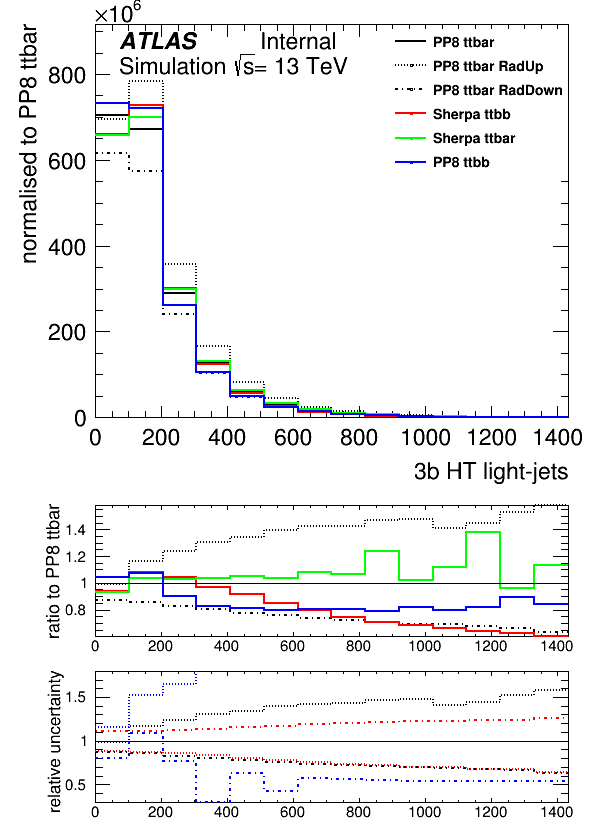 ×10⁶
ATLAS Internal
Simulation √s= 13 TeV
PP8 ttbar
PP8 ttbar RadUp
PP8 ttbar RadDown
Sherpa ttbb
Sherpa ttbar
PP8 ttbb
normalised to PP8 ttbar
800
600
400
200
0
0 200 400 600 800 1000 1200 1400
3b HT light-jets
ratio to PP8 ttbar
1.4
1.2
1
0.8
0 200 400 600 800 1000 1200 1400
relative uncertainty
1.5
1
0.5
0 200 400 600 800 1000 1200 1400